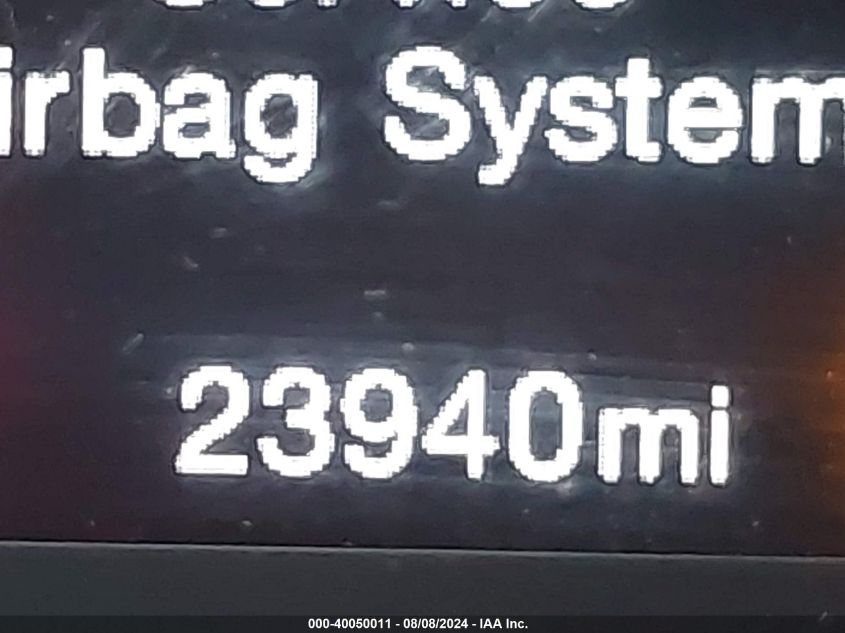 irbag System
23940mi
000-40050011 - 08/08/2024 - IAA Inc.